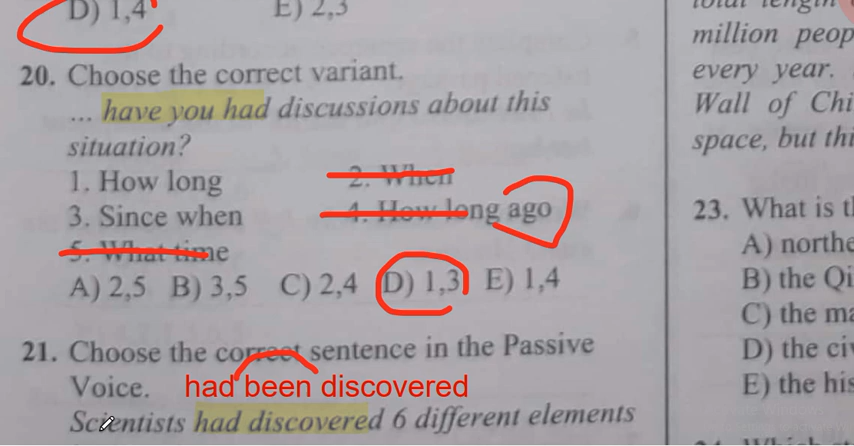 D) 1,4 E) 2,3
20. Choose the correct variant.
... have you had discussions about this
situation?
1. How long 2. When
3. Since when 4. How long ago
5. What time
A) 2,5 B) 3,5 C) 2,4 D) 1,3 E) 1,4
21. Choose the correct sentence in the Passive
Voice. had been discovered
Scientists had discovered 6 different elements
total length
million peop
every year.
Wall of Chi
space, but thi
23. What is t
A) northe
B) the Qi
C) the ma
D) the civ
E) the his